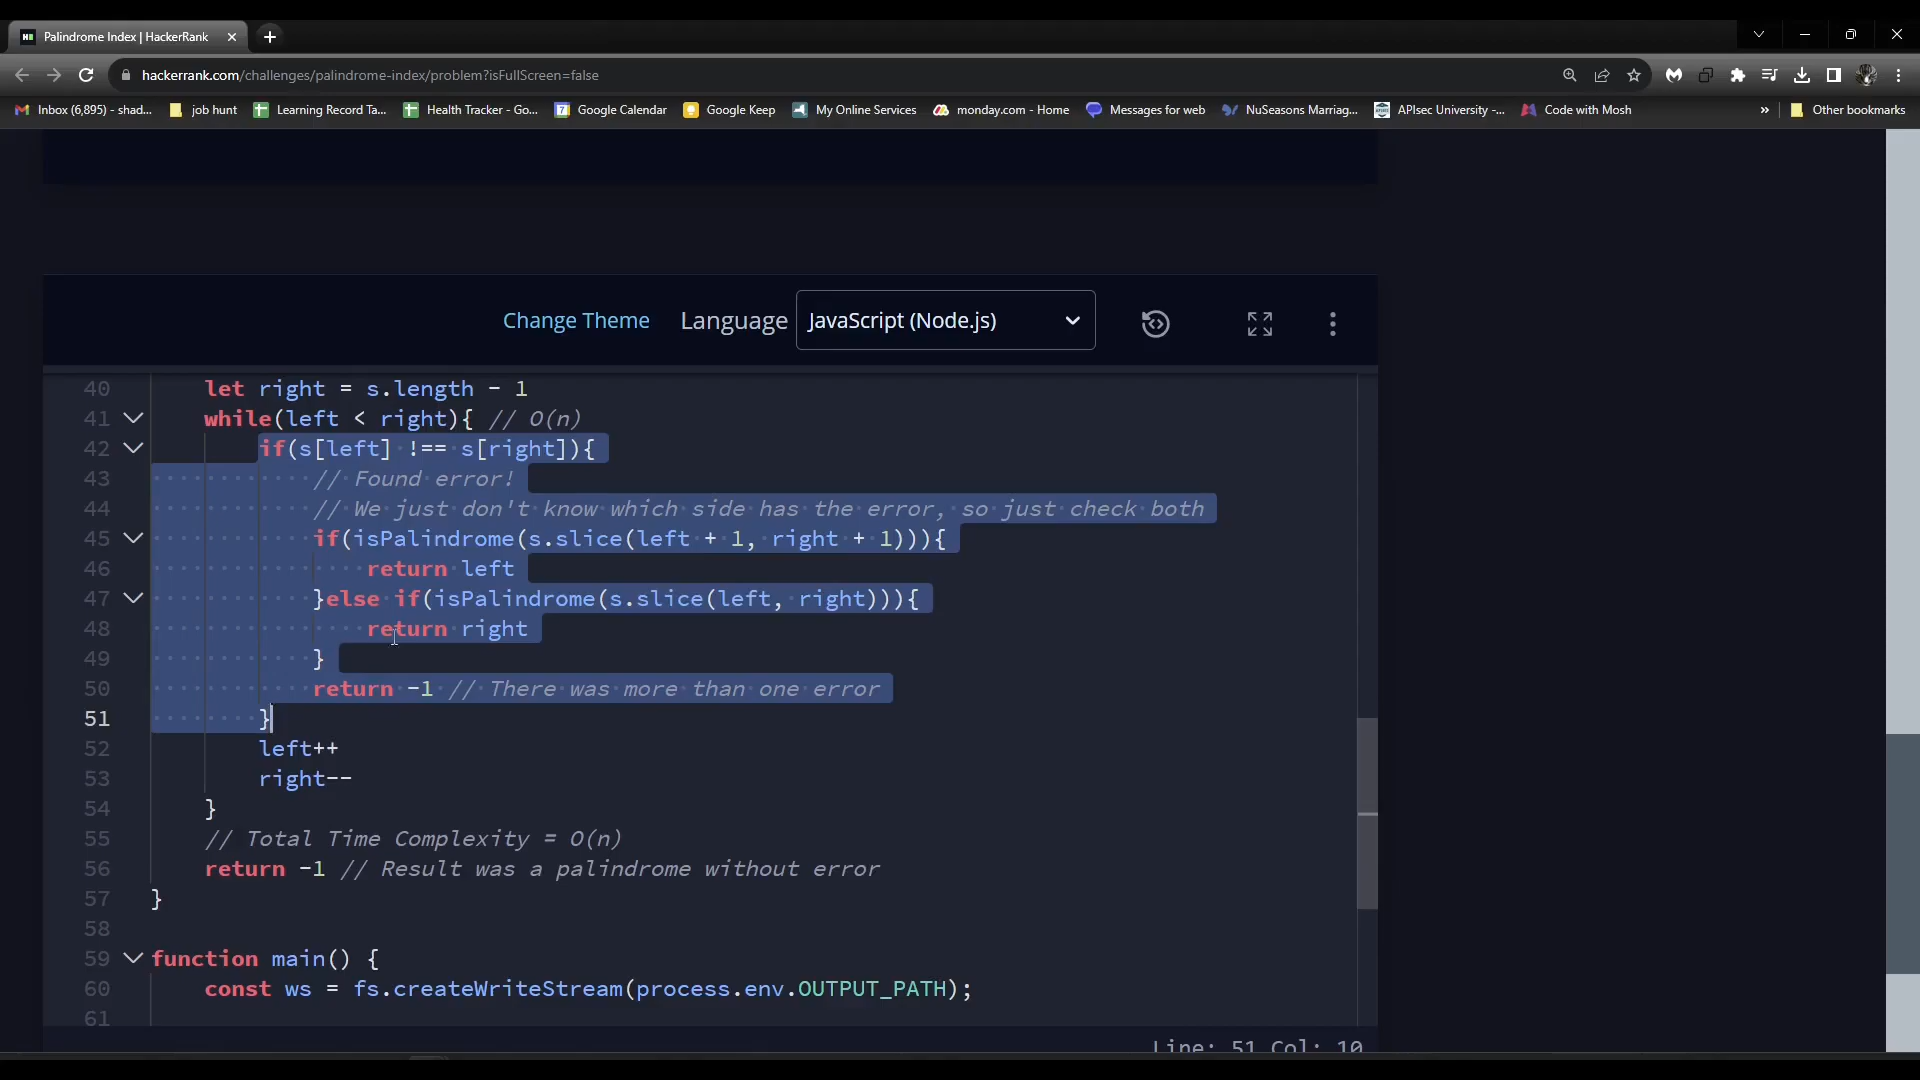 Palindrome Index | HackerRank
hackerrank.com/challenges/palindrome-index/problem?isFullScreen=false
Inbox (6,895) - shad... job hunt Learning Record Ta... Health Tracker - Go... Google Calendar Google Keep My Online Services monday.com - Home Messages for web NuSeasons Marriag... APIsec University -... Code with Mosh » Other bookmarks
Change Theme Language JavaScript (Node.js)
40 let right = s.length - 1
41 while(left < right){ // O(n)
42 if(s[left] !== s[right]){
43 // Found error!
44 // We just don't know which side has the error, so just check both
45 if(isPalindrome(s.slice(left + 1, right + 1))){
46 return left
47 }else if(isPalindrome(s.slice(left, right))){
48 return right
49 }
50 return -1 // There was more than one error
51 }
52 left++
53 right--
54 }
55 // Total Time Complexity = O(n)
56 return -1 // Result was a palindrome without error
57 }
58
59 function main() {
60 const ws = fs.createWriteStream(process.env.OUTPUT_PATH);
61
Line: 51 Col: 10